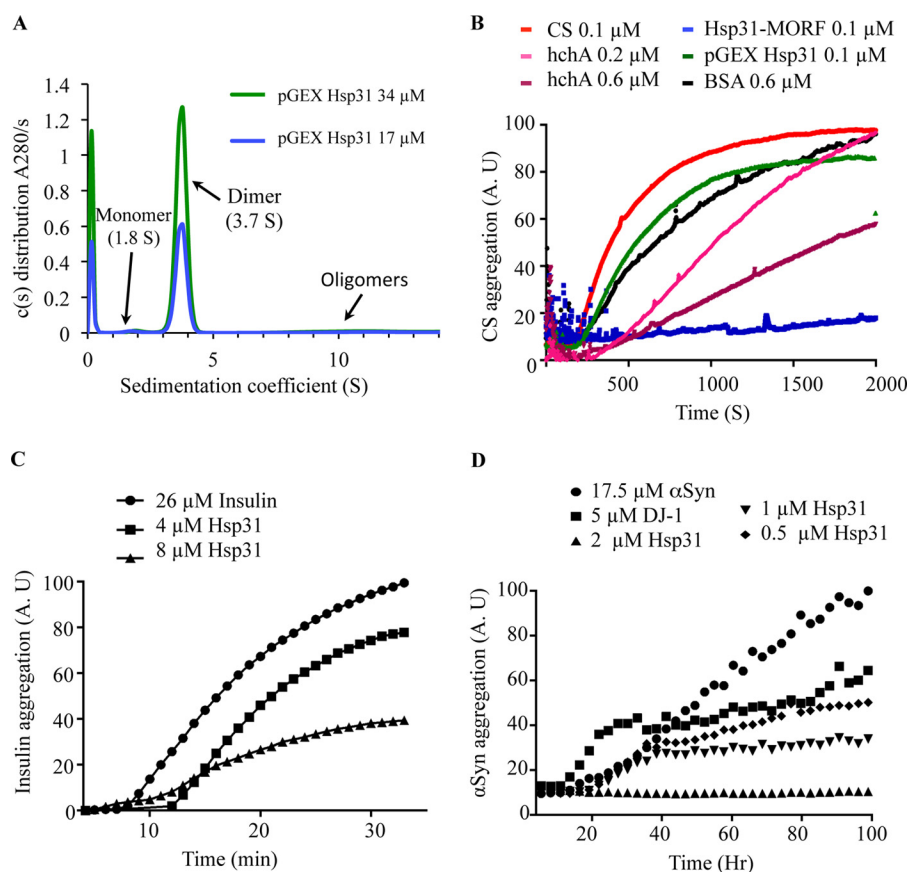 A
pGEX Hsp31 34 µM
pGEX Hsp31 17 µM
Monomer
(1.8 S)
Dimer
(3.7 S)
Oligomers
c(s) distribution A280/s
1.4
1.2
1
0.8
0.6
0.4
0.2
0
0
5
10
Sedimentation coefficient (S)
B
CS 0.1 µM
hchA 0.2 µM
hchA 0.6 µM
Hsp31-MORF 0.1 µM
pGEX Hsp31 0.1 µM
BSA 0.6 µM
CS aggregation (A. U)
100
80
60
40
20
0
500
1000
1500
2000
Time (S)
C
26 µM Insulin
4 µM Hsp31
8 µM Hsp31
Insulin aggregation (A. U)
100
80
60
40
20
0
10
20
30
Time (min)
D
17.5 µM αSyn
5 µM DJ-1
2 µM Hsp31
1 µM Hsp31
0.5 µM Hsp31
αSyn aggregation (A. U)
100
80
60
40
20
0
20
40
60
80
100
Time (Hr)